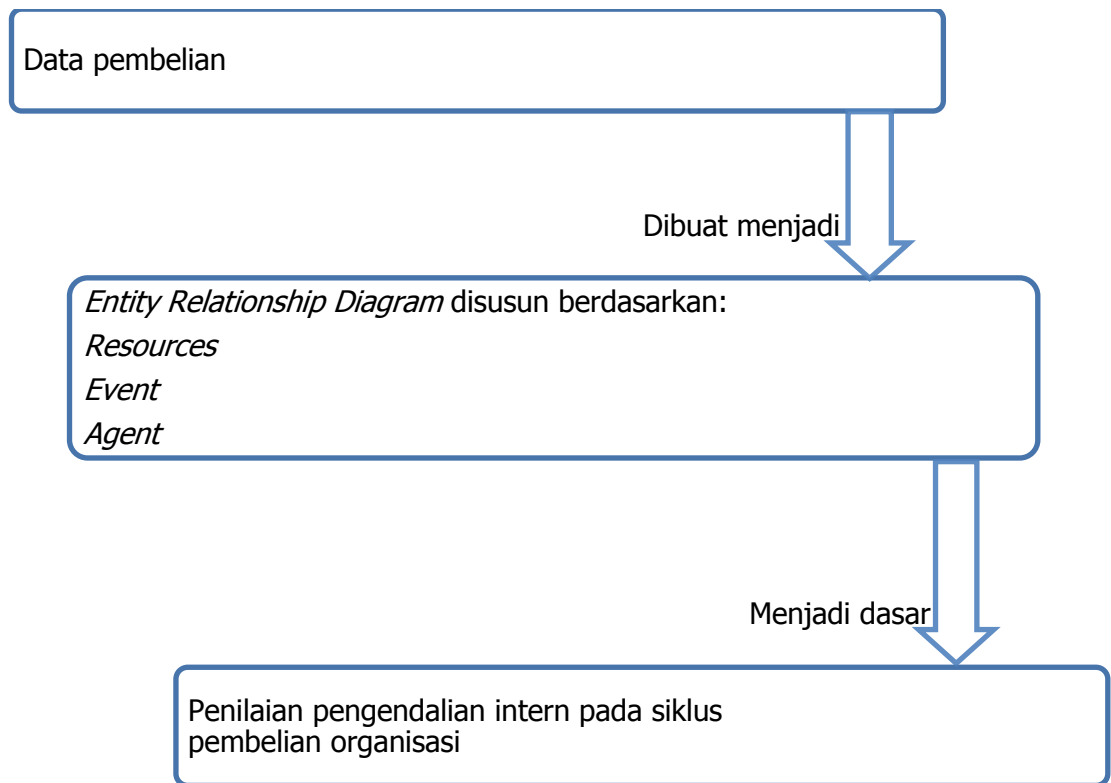 Data pembelian
Dibuat menjadi
Entity Relationship Diagram disusun berdasarkan:
Resources
Event
Agent
Menjadi dasar
Penilaian pengendalian intern pada siklus
pembelian organisasi